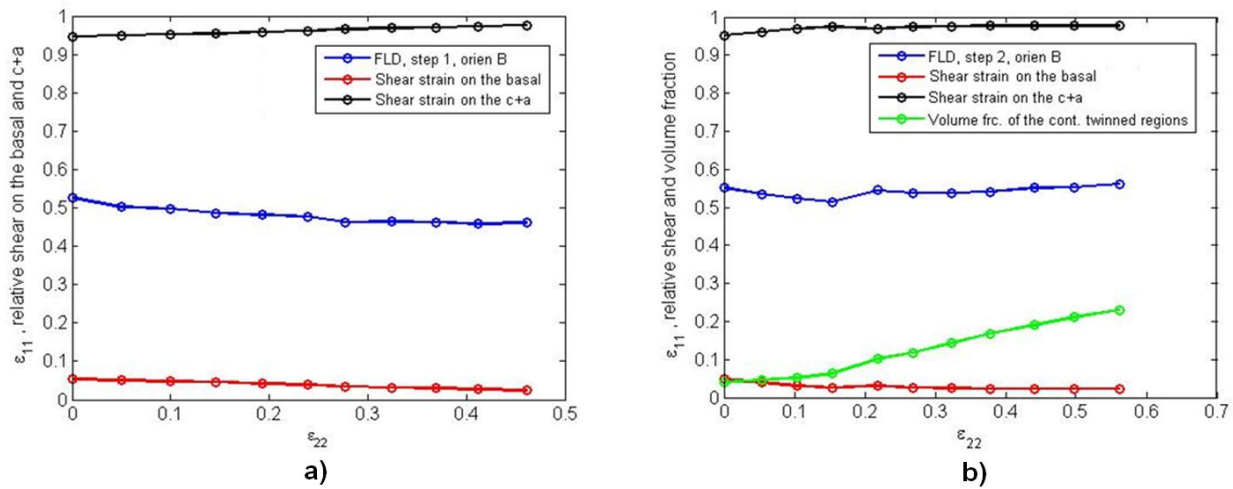 ε11, relative shear on the basal and c+a
1
0.9
0.8
0.7
0.6
0.5
0.4
0.3
0.2
0.1
0
FLD, step 1, orien B
Shear strain on the basal
Shear strain on the c+a
0 0.1 0.2 0.3 0.4 0.5
ε22
a)
ε11, relative shear and volume fraction
1
0.9
0.8
0.7
0.6
0.5
0.4
0.3
0.2
0.1
0
FLD, step 2, orien B
Shear strain on the basal
Shear strain on the c+a
Volume frc. of the cont. twinned regions
0 0.1 0.2 0.3 0.4 0.5 0.6 0.7
ε22
b)